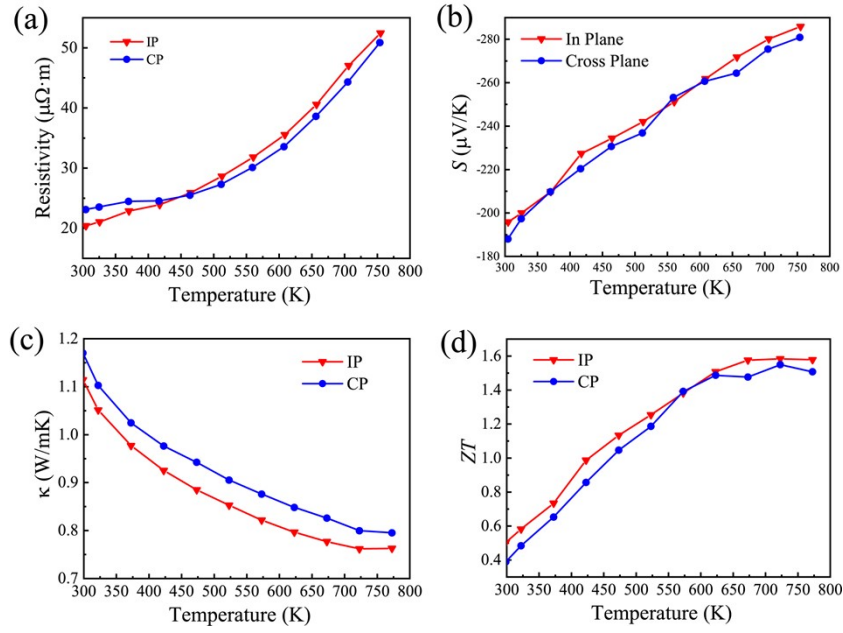 (a)
IP
CP
Resistivity (μΩ·m)
50
40
30
20
300 350 400 450 500 550 600 650 700 750 800
Temperature (K)
(b)
In Plane
Cross Plane
S (μV/K)
-280
-260
-240
-220
-200
-180
300 350 400 450 500 550 600 650 700 750 800
Temperature (K)
(c)
IP
CP
κ (W/mK)
1.2
1.1
1.0
0.9
0.8
0.7
300 350 400 450 500 550 600 650 700 750 800
Temperature (K)
(d)
IP
CP
ZT
1.6
1.4
1.2
1.0
0.8
0.6
0.4
300 350 400 450 500 550 600 650 700 750 800
Temperature (K)